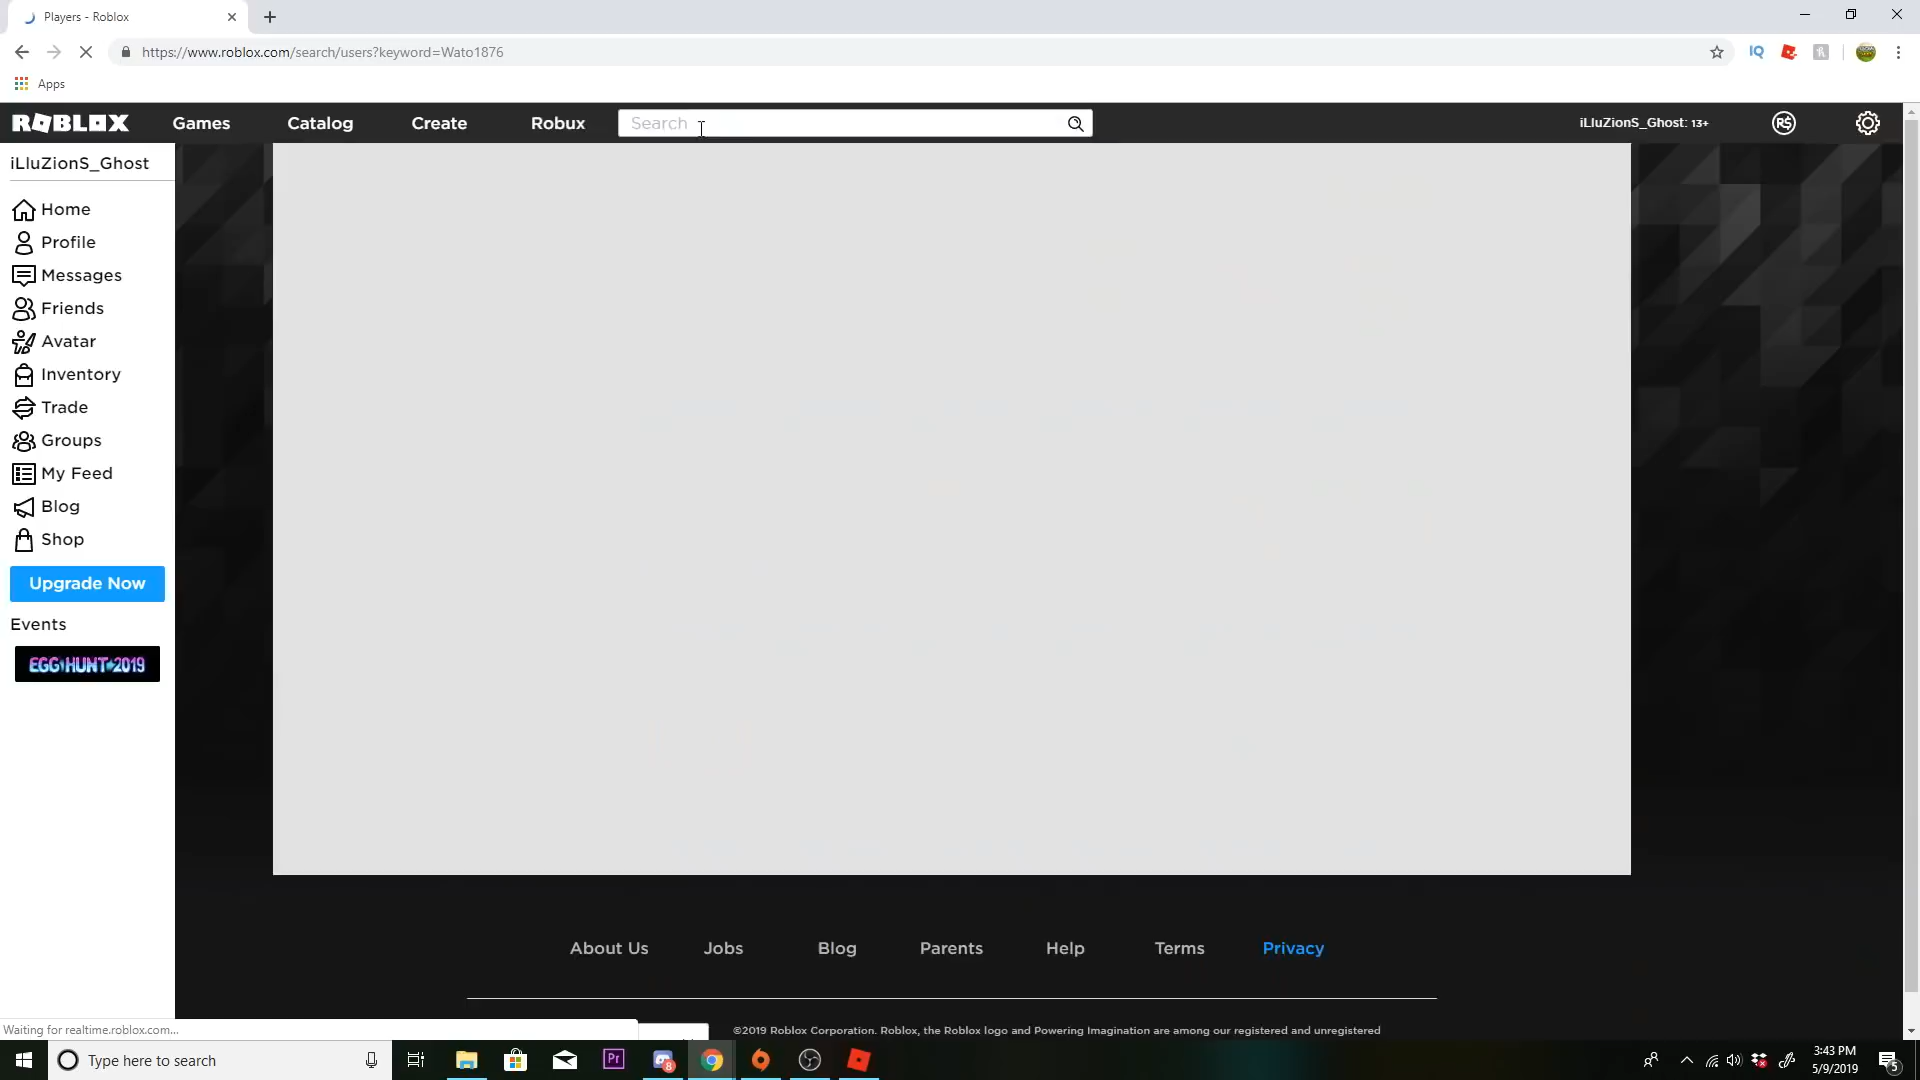 Players - Roblox
https://www.roblox.com/search/users?keyword=Wato1876
IQ
Apps
ROBLOX
Games
Catalog
Create
Robux
Search
iLluZionS_Ghost: 13+
R$
iLluZionS_Ghost
Home
Profile
Messages
Friends
Avatar
Inventory
Trade
Groups
My Feed
Blog
Shop
Upgrade Now
Events
EGG HUNT 2019
About Us
Jobs
Blog
Parents
Help
Terms
Privacy
Waiting for realtime.roblox.com...
©2019 Roblox Corporation. Roblox, the Roblox logo and Powering Imagination are among our registered and unregistered
Type here to search
Pr
8
3:43 PM
5/9/2019
5